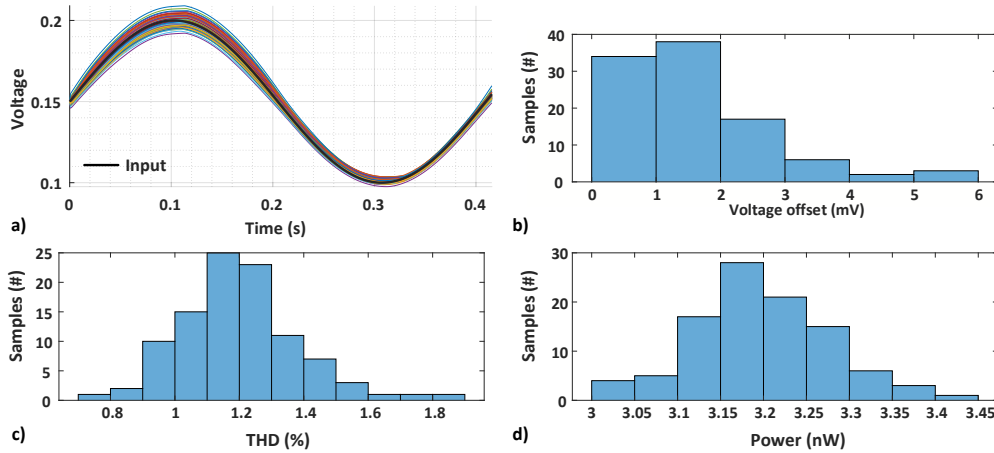 0.2
0.15
0.1
Voltage
Input
0 0.1 0.2 0.3 0.4
Time (s)
a)
40
30
20
10
0
Samples (#)
0 1 2 3 4 5 6
Voltage offset (mV)
b)
25
20
15
10
5
0
Samples (#)
0.8 1 1.2 1.4 1.6 1.8
THD (%)
c)
30
20
10
0
Samples (#)
3 3.05 3.1 3.15 3.2 3.25 3.3 3.35 3.4 3.45
Power (nW)
d)